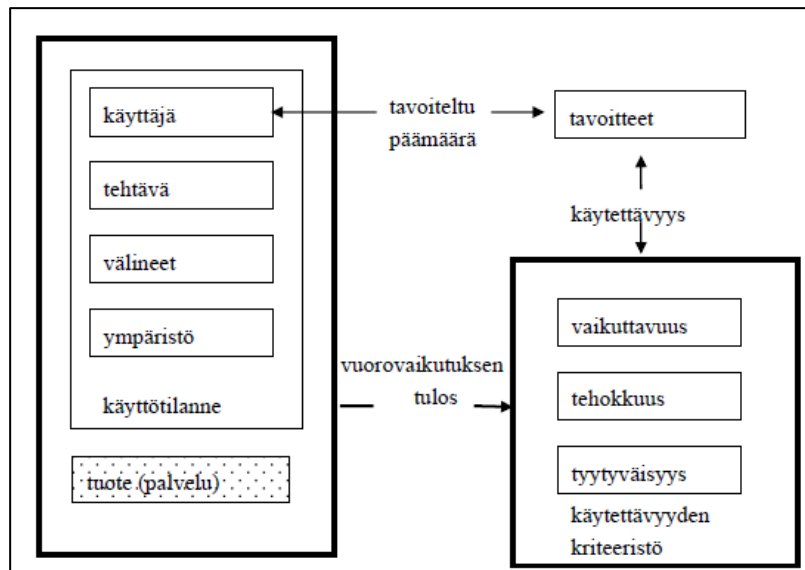 käyttäjä
tehtävä
välineet
ympäristö
käyttötilanne
tuote (palvelu)
tavoiteltu
päämäärä
tavoitteet
käytettävyys
vuorovaikutuksen
tulos
vaikuttavuus
tehokkuus
tyytyväisyys
käytettävyyden
kriteeristö